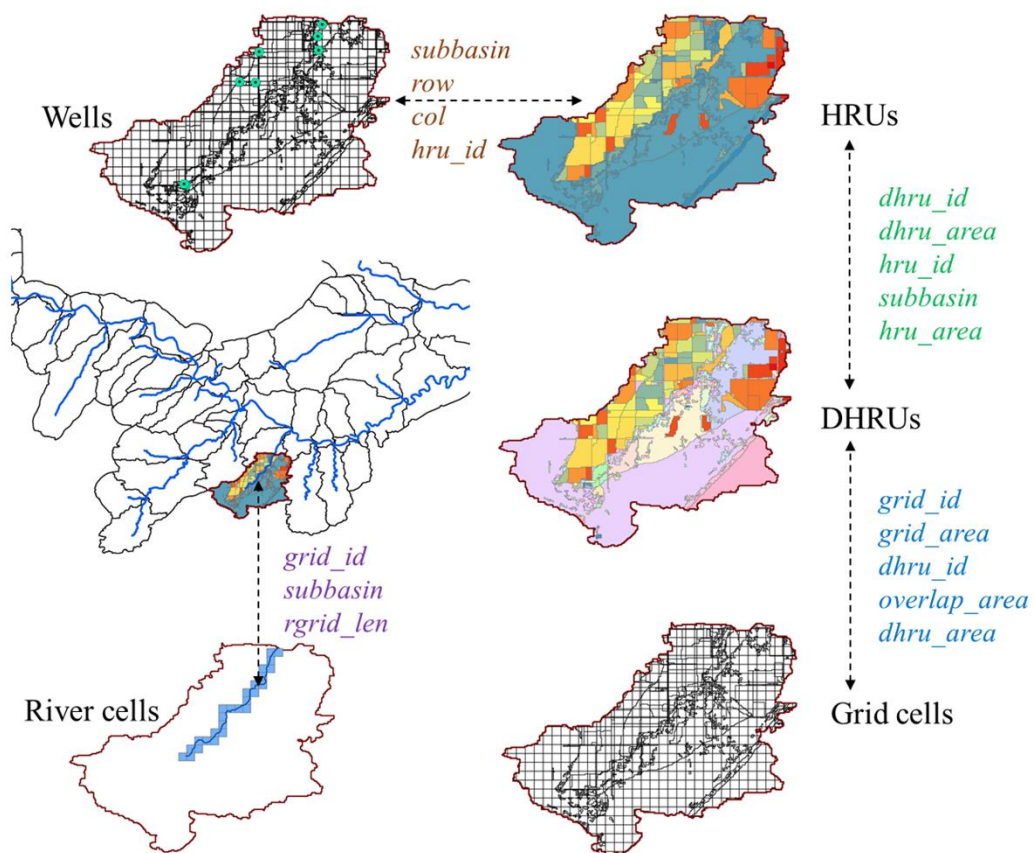 Wells
subbasin
row
col
hru_id
HRUs
dhru_id
dhru_area
hru_id
subbasin
hru_area
DHRUs
grid_id
grid_area
dhru_id
overlap_area
dhru_area
grid_id
subbasin
rgrid_len
River cells
Grid cells